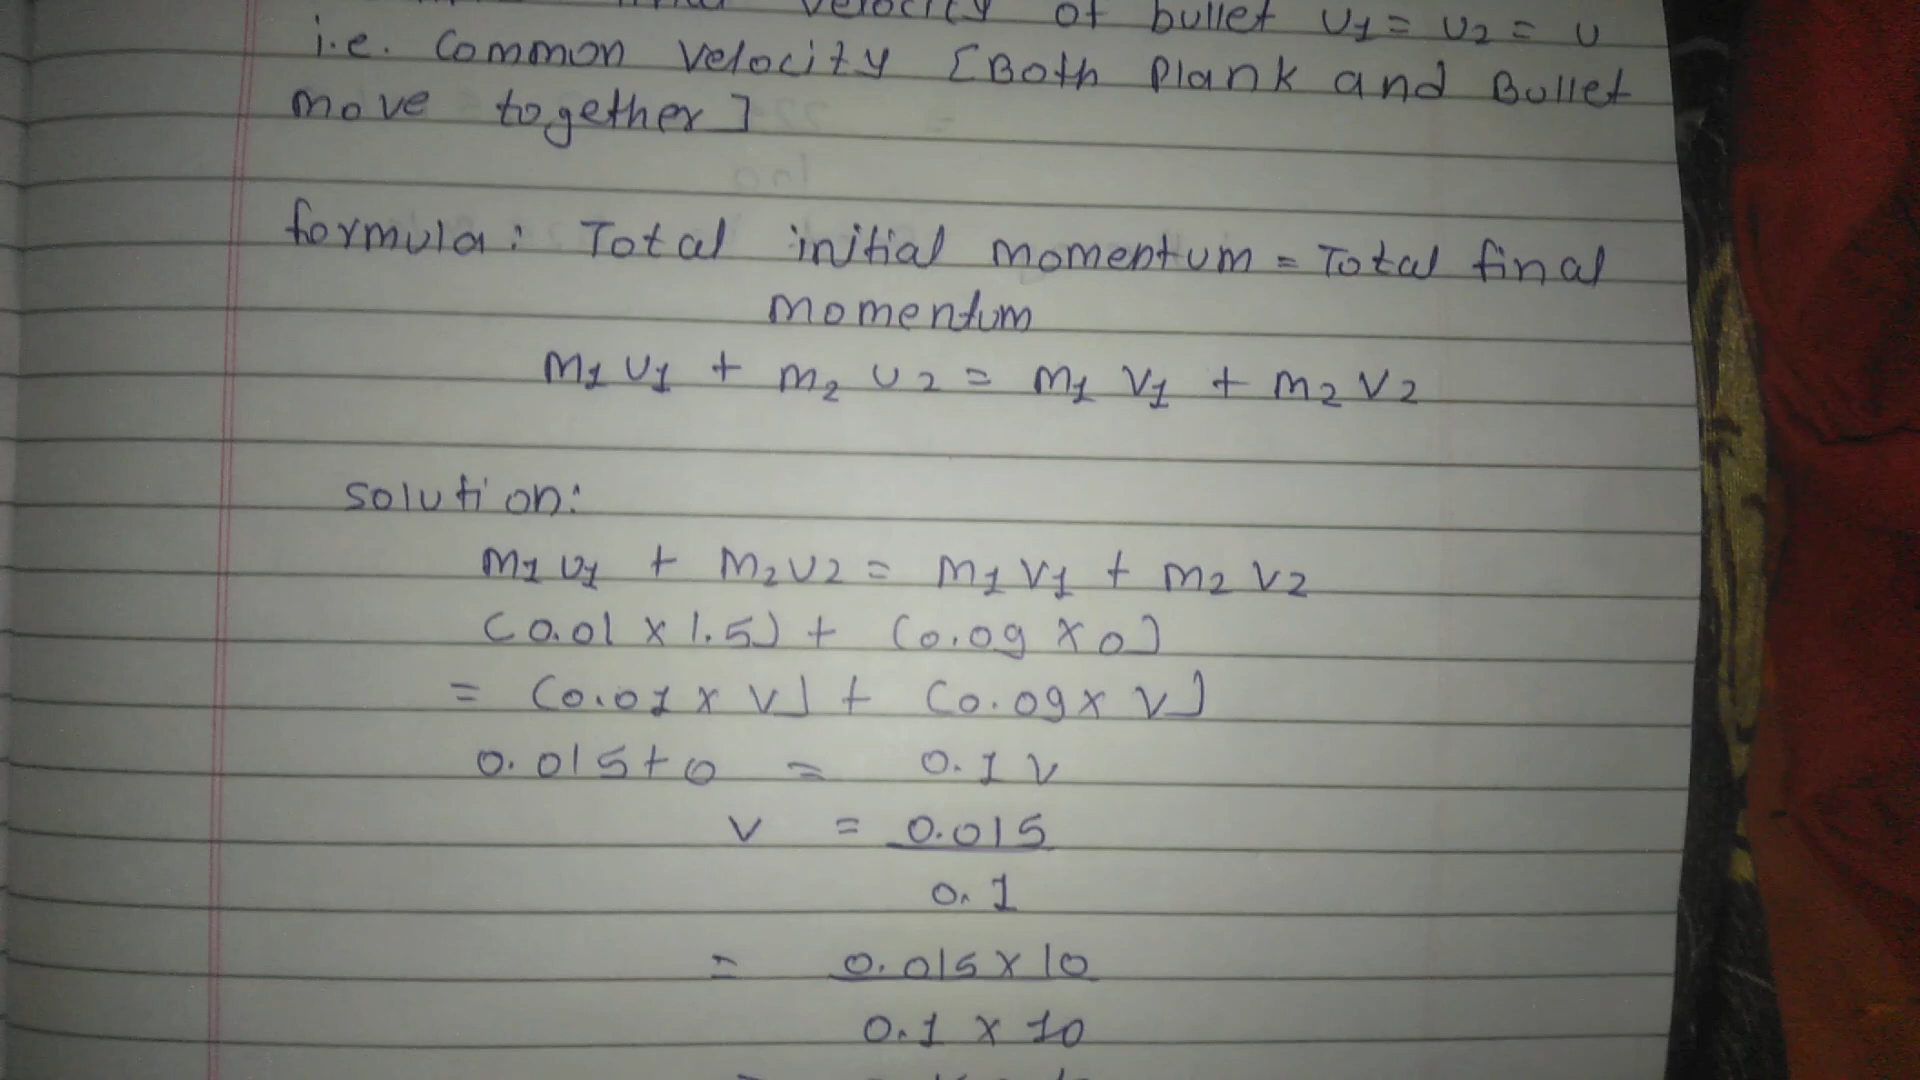 velocity of bullet v1 = v2 = v
i.e. common velocity [Both plank and Bullet
move together]
formula: Total initial momentum = Total final
momentum
m1 u1 + m2 u2 = m1 v1 + m2 v2
solution:
m1 u1 + m2 u2 = m1 v1 + m2 v2
(0.01 x 1.5) + (0.09 x 0)
= (0.01 x v) + (0.09 x v)
0.015 + 0 = 0.1 v
v = 0.015
0.1
= 0.015 x 10
0.1 x 10